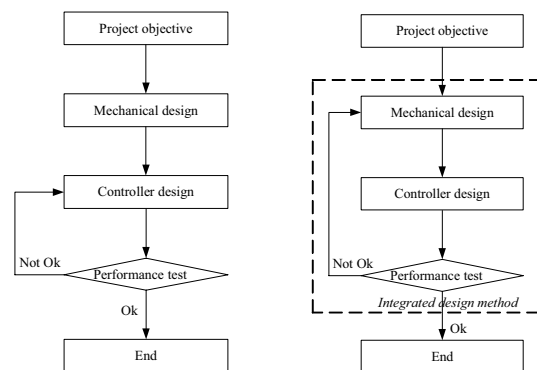 Project objective
Mechanical design
Controller design
Not Ok
Performance test
Ok
End
Project objective
Mechanical design
Controller design
Not Ok
Performance test
Integrated design method
Ok
End